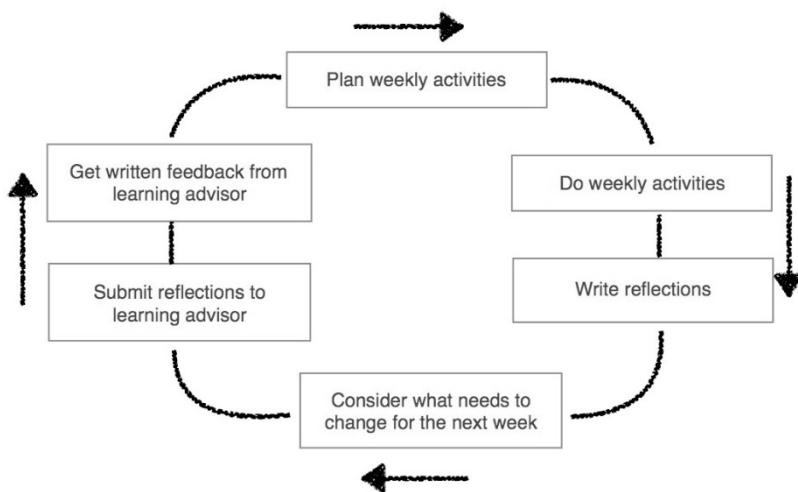 Plan weekly activities
Do weekly activities
Write reflections
Consider what needs to
change for the next week
Submit reflections to
learning advisor
Get written feedback from
learning advisor